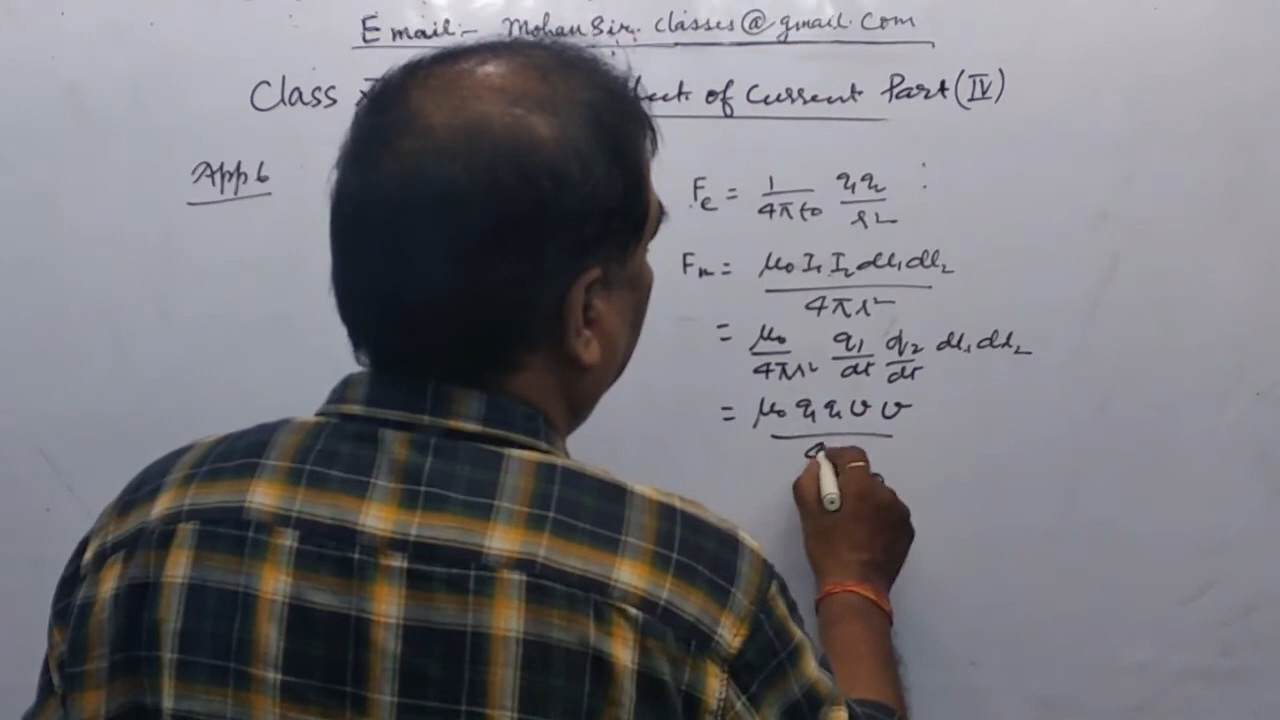 Email:- MohanSir.classes@gmail.com
Class of Current Part (IV)
App 6
Fe = 1/4πε0 q1q2/r2 :
Fm = μ0 I1 I2 dl1 dl2 / 4πr2
= μ0/4πr2 q1/dt q2/dt dl1 dl2
= μ0 q1 q2 v v